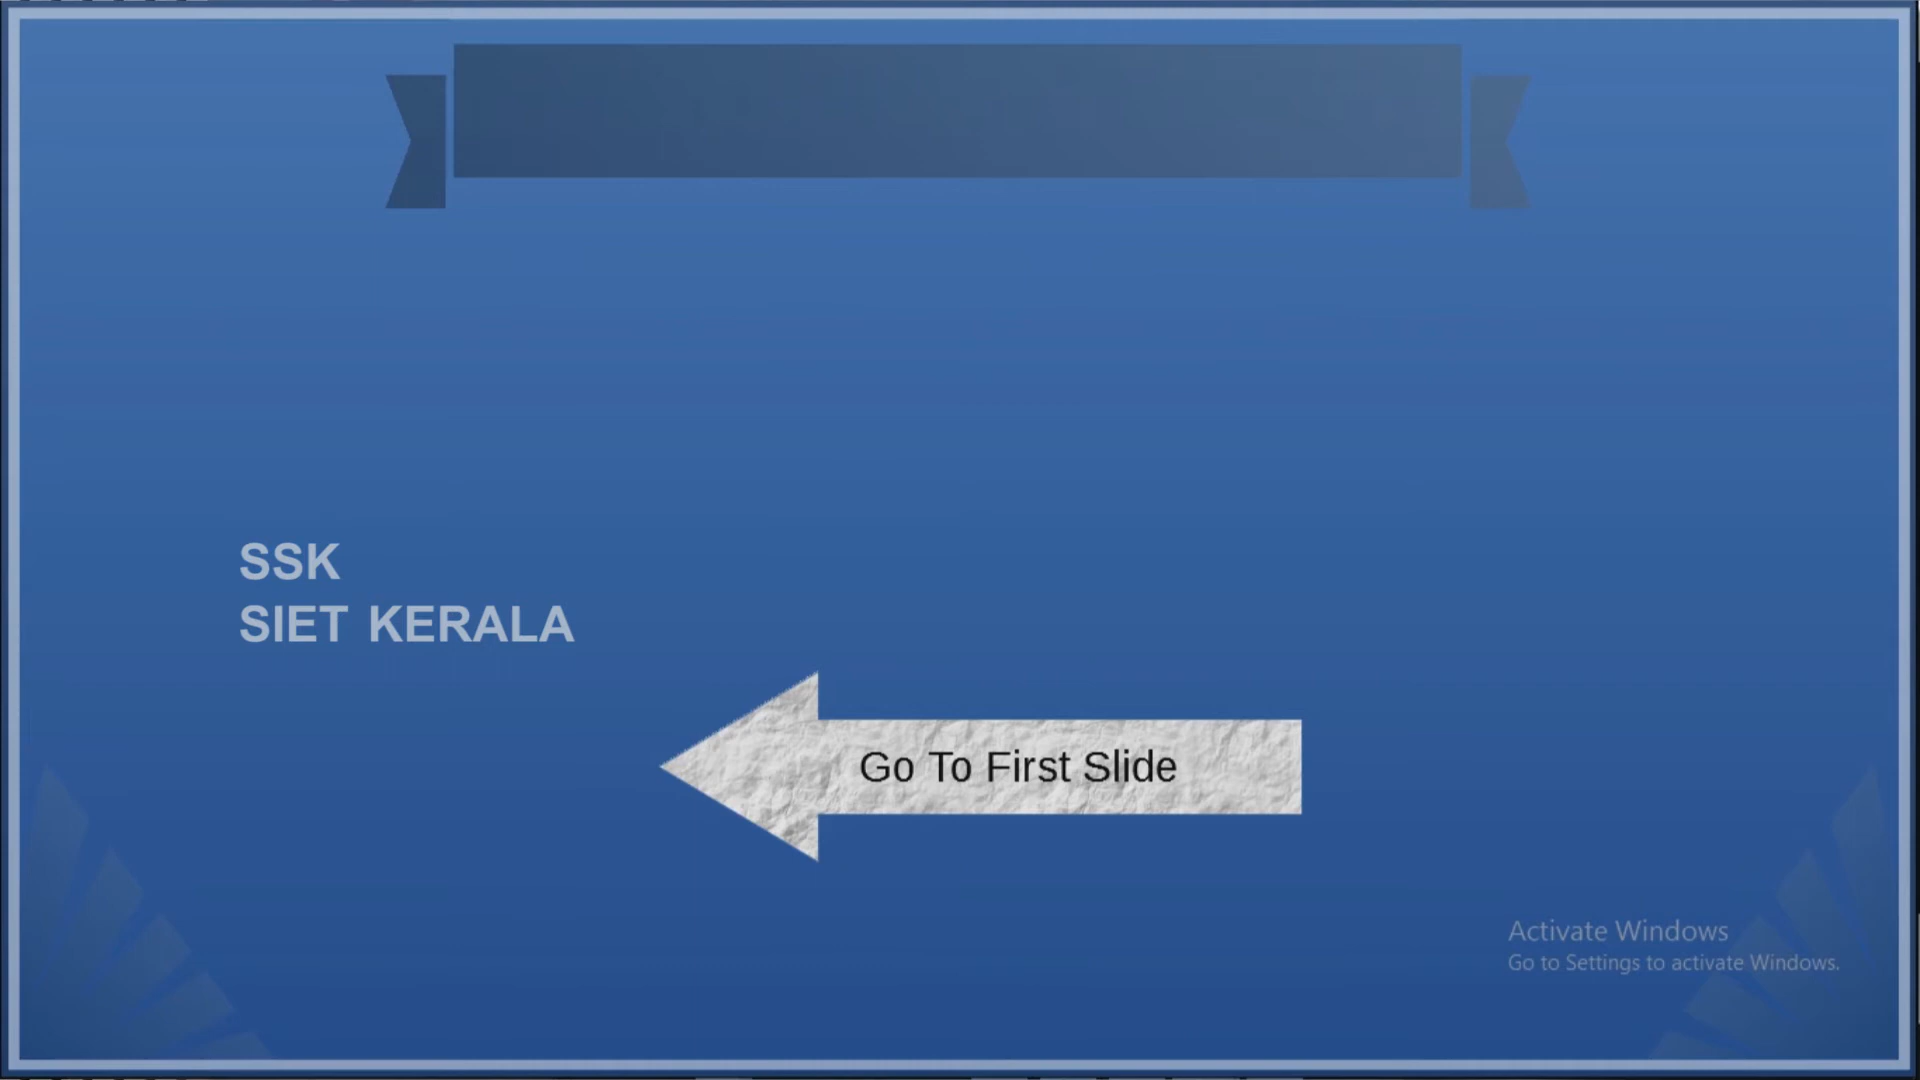 SSK
SIET KERALA
Go To First Slide
Activate Windows
Go to Settings to activate Windows.